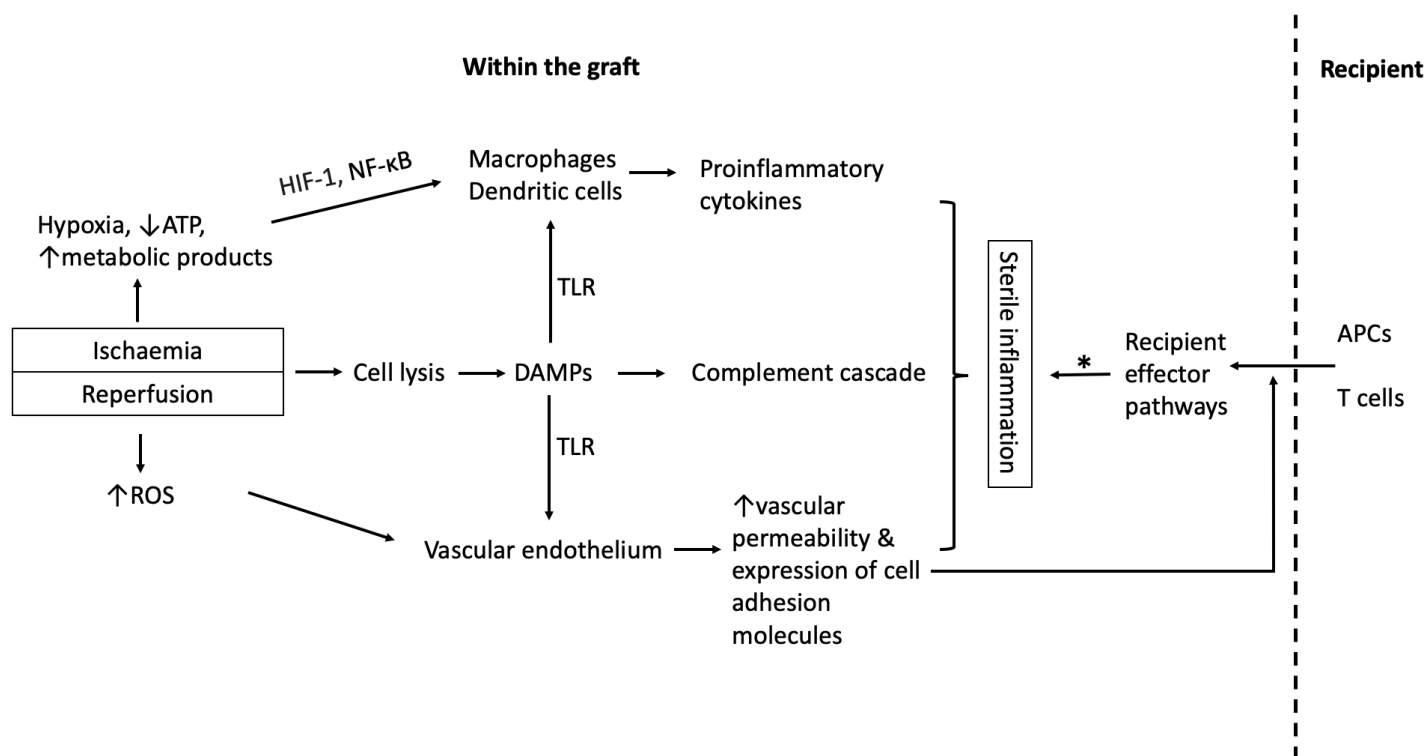 Within the graft
Recipient
HIF-1, NF-κB
Macrophages
Dendritic cells
Proinflammatory
cytokines
Hypoxia, ↓ATP,
↑metabolic products
TLR
Sterile inflammation
Ischaemia
Reperfusion
Cell lysis
DAMPs
Complement cascade
*
Recipient
effector
pathways
APCs
T cells
TLR
↑ROS
Vascular endothelium
↑vascular
permeability &
expression of cell
adhesion
molecules